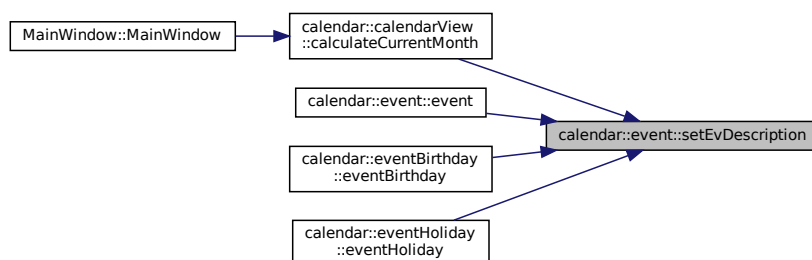 MainWindow::MainWindow
calendar::calendarView
::calculateCurrentMonth
calendar::event::event
calendar::event::setEvDescription
calendar::eventBirthday
::eventBirthday
calendar::eventHoliday
::eventHoliday